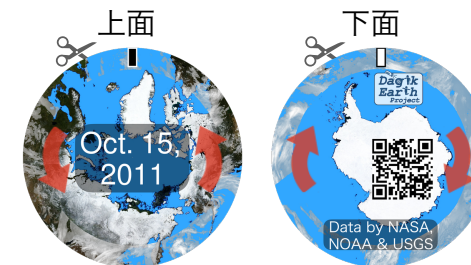 上面
下面
Oct. 15,
2011
Dagik
Earth
Project
Data by NASA,
NOAA & USGS